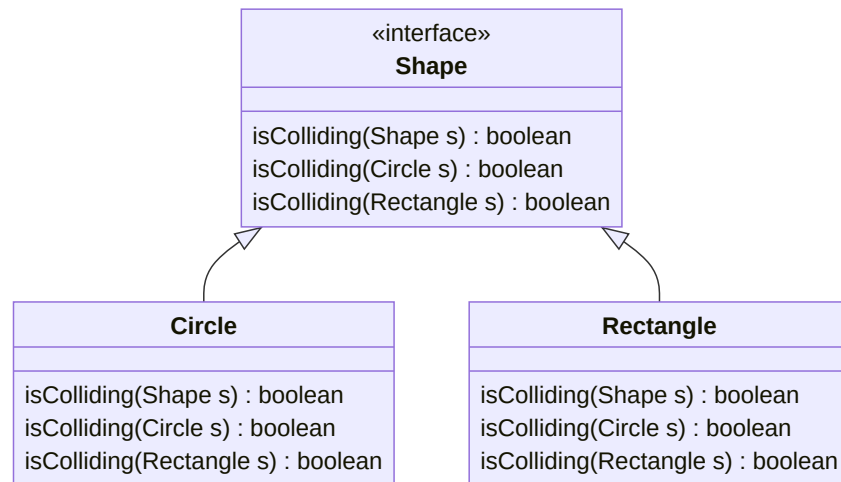 «interface»
Shape
isColliding(Shape s) : boolean
isColliding(Circle s) : boolean
isColliding(Rectangle s) : boolean
Circle
isColliding(Shape s) : boolean
isColliding(Circle s) : boolean
isColliding(Rectangle s) : boolean
Rectangle
isColliding(Shape s) : boolean
isColliding(Circle s) : boolean
isColliding(Rectangle s) : boolean